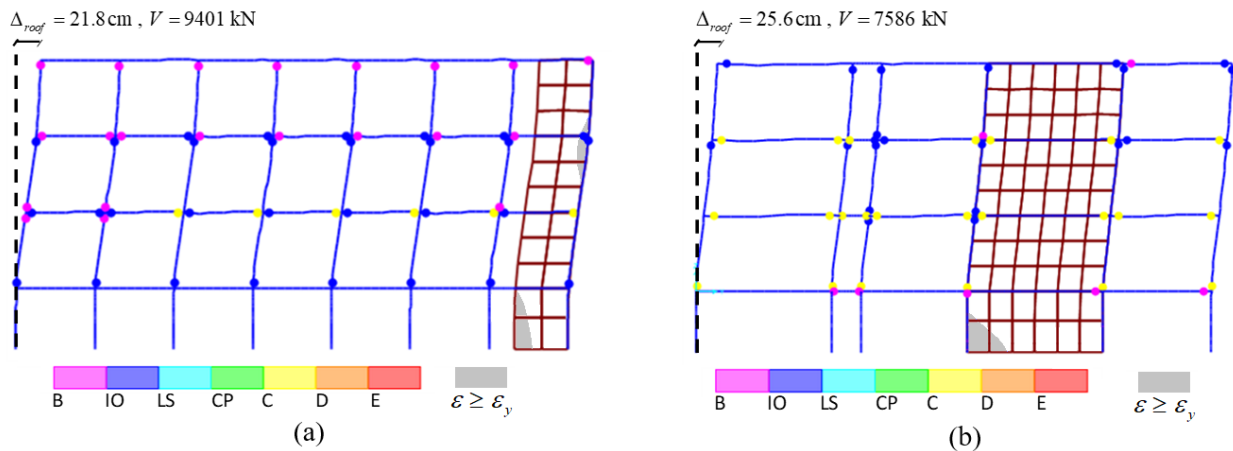 Δroof = 21.8 cm , V = 9401 kN
B IO LS CP C D E
ε ≥ εy
(a)
Δroof = 25.6 cm , V = 7586 kN
B IO LS CP C D E
ε ≥ εy
(b)